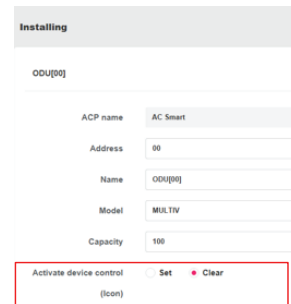 Installing
ODU[00]
ACP name AC Smart
Address 00
Name ODU[00]
Model MULTIV
Capacity 100
Activate device control Set Clear
(Icon)